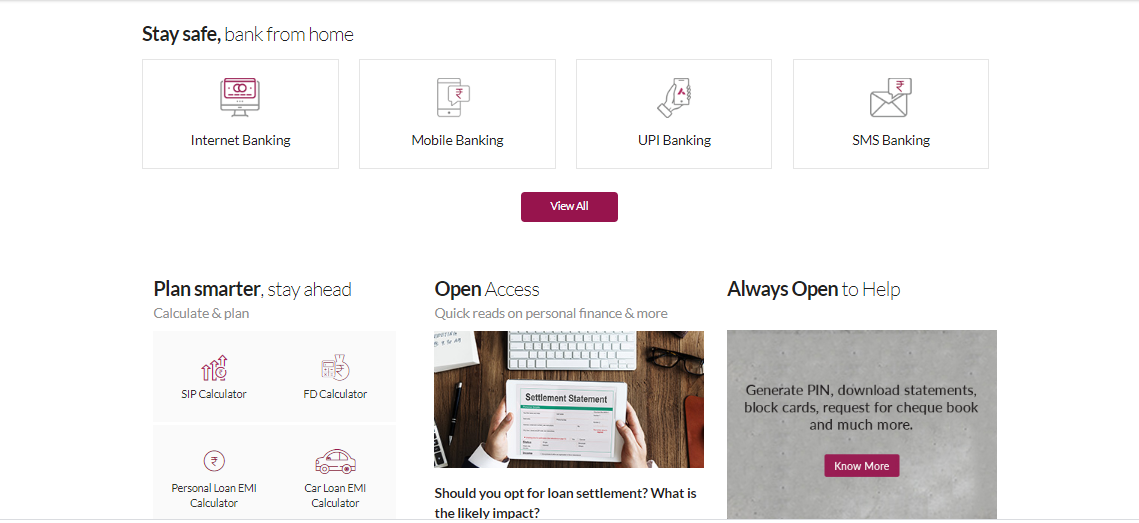 Stay safe, bank from home
Internet Banking
Mobile Banking
UPI Banking
SMS Banking
View All
Plan smarter, stay ahead
Calculate & plan
SIP Calculator
FD Calculator
Personal Loan EMI
Calculator
Car Loan EMI
Calculator
Open Access
Quick reads on personal finance & more
Settlement Statement
Should you opt for loan settlement? What is
the likely impact?
Always Open to Help
Generate PIN, download statements,
block cards, request for cheque book
and much more.
Know More